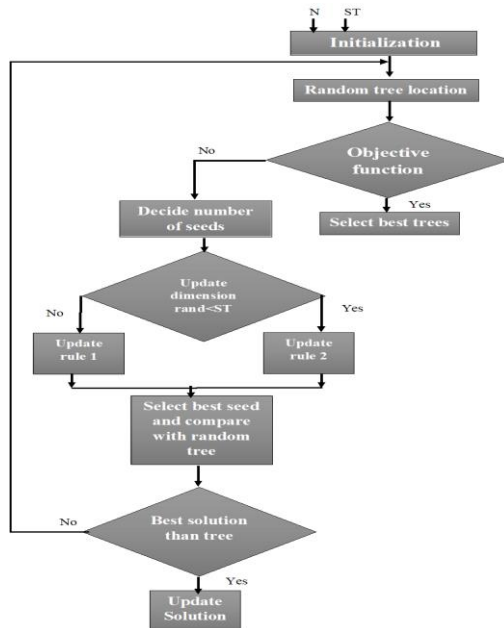 N ST
Initialization
Random tree location
Objective
function
No
Yes
Decide number
of seeds
Select best trees
Update
dimension
rand<ST
No
Yes
Update
rule 1
Update
rule 2
Select best seed
and compare
with random
tree
Best solution
than tree
No
Yes
Update
Solution